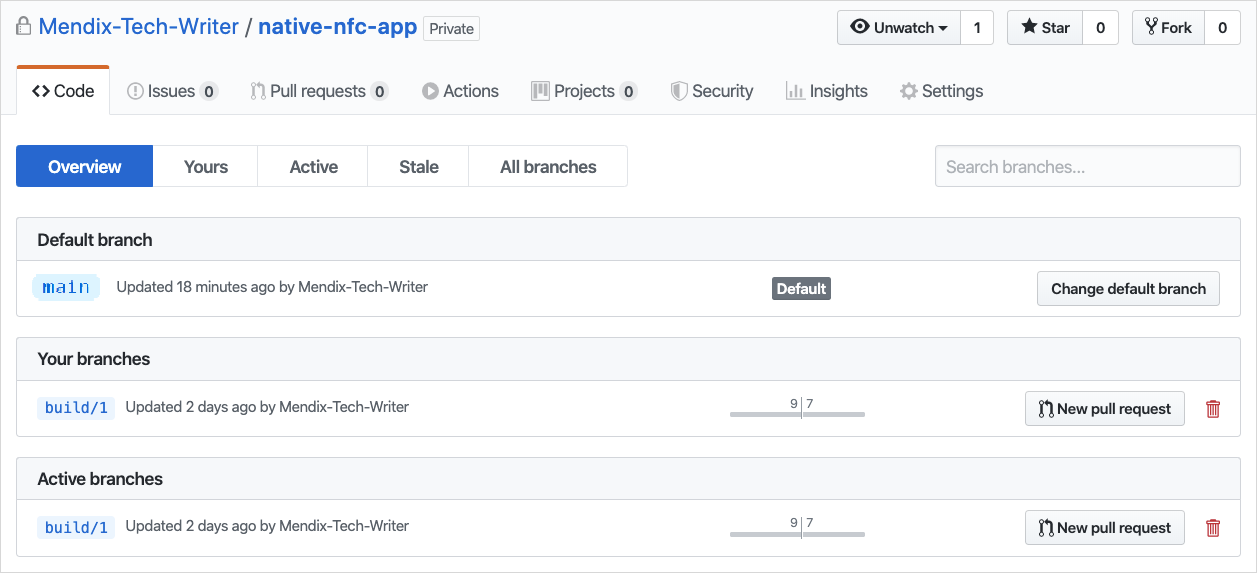 Mendix-Tech-Writer / native-nfc-app Private Unwatch 1 Star 0 Fork 0
Code Issues 0 Pull requests 0 Actions Projects 0 Security Insights Settings
Overview Yours Active Stale All branches Search branches...
Default branch
main Updated 18 minutes ago by Mendix-Tech-Writer Default Change default branch
Your branches
build/1 Updated 2 days ago by Mendix-Tech-Writer 9 7 New pull request
Active branches
build/1 Updated 2 days ago by Mendix-Tech-Writer 9 7 New pull request